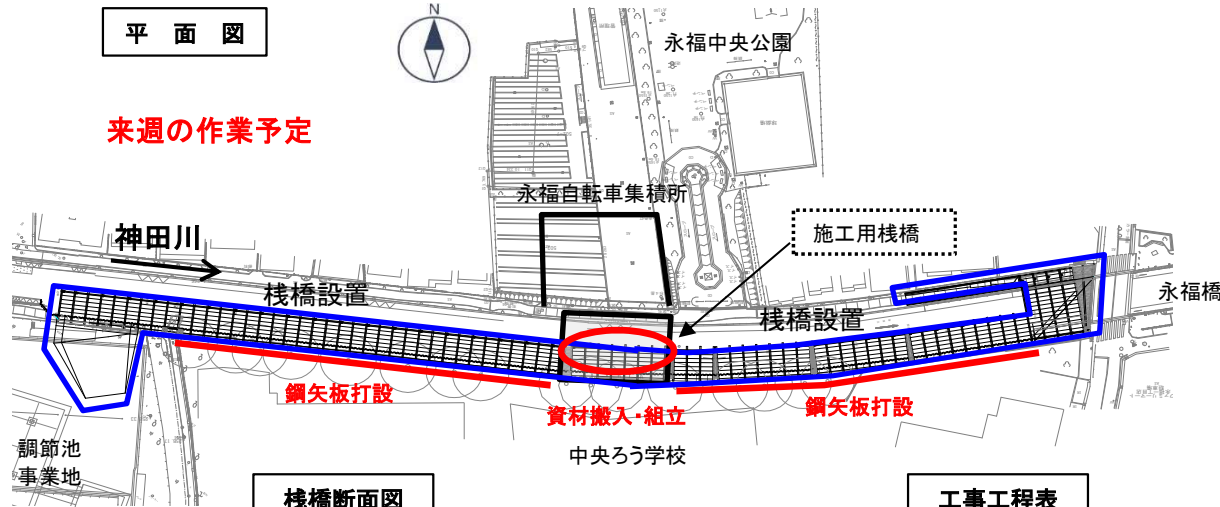 平 面 図
N
永福中央公園
来週の作業予定
永福自転車集積所
施工用桟橋
神田川
桟橋設置
桟橋設置
永福橋
鋼矢板打設
資材搬入・組立
鋼矢板打設
中央ろう学校
調節池
事業地
桟橋断面図
工事工程表